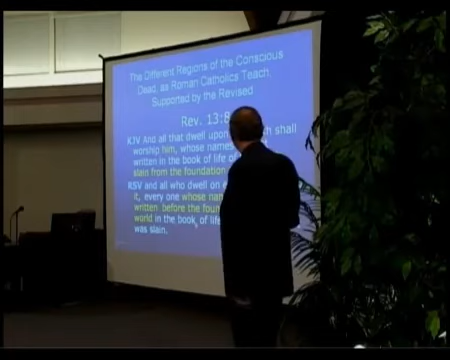 The Different Regions of the Conscious
Dead, as Roman Catholics Teach,
Supported by the Revised
Rev. 13:8
KJV And all that dwell upon shall
worship him, whose names
written in the book of life of
slain from the foundation
RSV and all who dwell on
it, every one whose
written before the
world in the book of life
was slain.